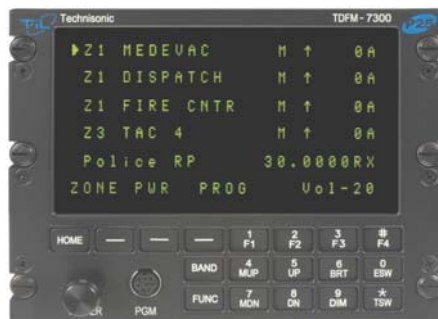 TiL Technisonic TDFM-7300 P25
Z1 MEDEVAC M ↑ 0A
Z1 DISPATCH M ↑ 0A
Z1 FIRE CNTR M ↑ 0A
Z3 TAC 4 M ↑ 0A
Police RP 30.0000RX
ZONE PWR PROG Vol-20
HOME 1 F1 2 F2 3 F3 # F4
BAND 4 MUP 5 UP 6 BRT 0 ESW
FUNC 7 MDN 8 DN 9 DIM * TSW
PGM